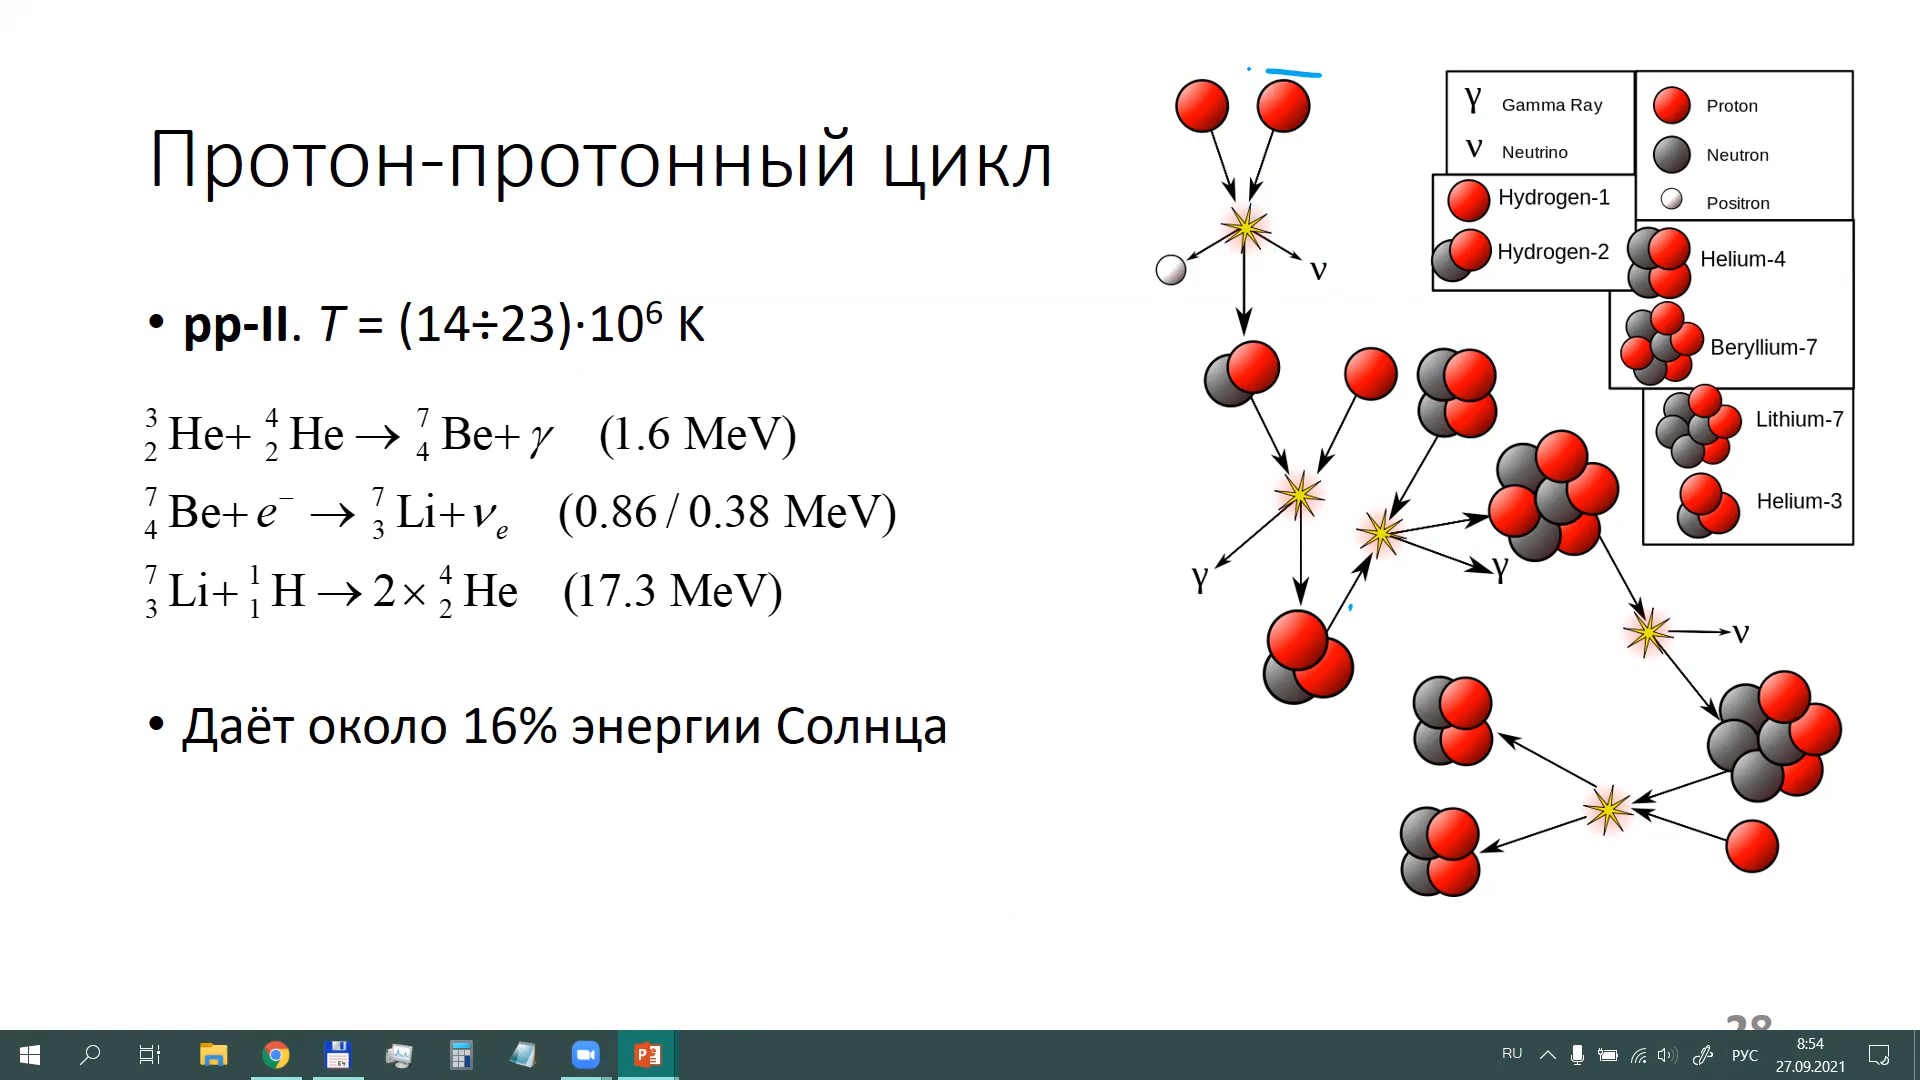 Протон-протонный цикл
• pp-II. T = (14÷23)·10⁶ K
³₂He+ ⁴₂He → ⁷₄Be+ γ (1.6 MeV)
⁷₄Be+ e⁻ → ⁷₃Li+ νₑ (0.86 / 0.38 MeV)
⁷₃Li+ ¹₁H → 2× ⁴₂He (17.3 MeV)
• Даёт около 16% энергии Солнца
γ Gamma Ray
ν Neutrino
Proton
Neutron
Positron
Hydrogen-1
Hydrogen-2
Helium-4
Beryllium-7
Lithium-7
Helium-3
ν
γ
γ
ν
28
RU
РУС
8:54
27.09.2021